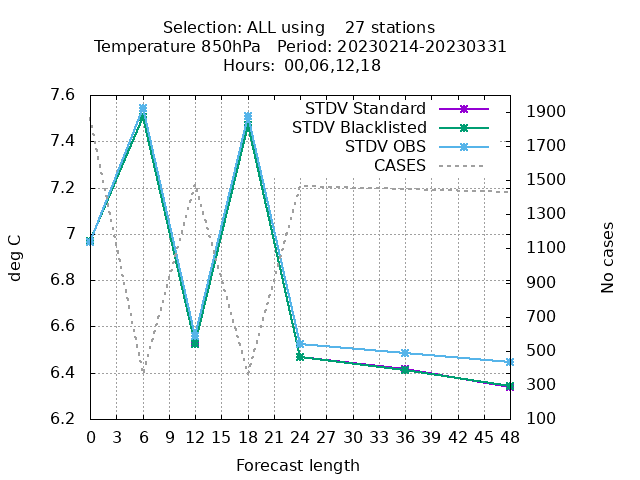 Selection: ALL using    27 stations
Temperature 850hPa   Period: 20230214-20230331
Hours:  00,06,12,18
STDV Standard
STDV Blacklisted
STDV OBS
CASES
deg C
7.6
7.4
7.2
7
6.8
6.6
6.4
6.2
1900
1700
1500
1300
1100
900
700
500
300
100
No cases
0 3 6 9 12 15 18 21 24 27 30 33 36 39 42 45 48
Forecast length